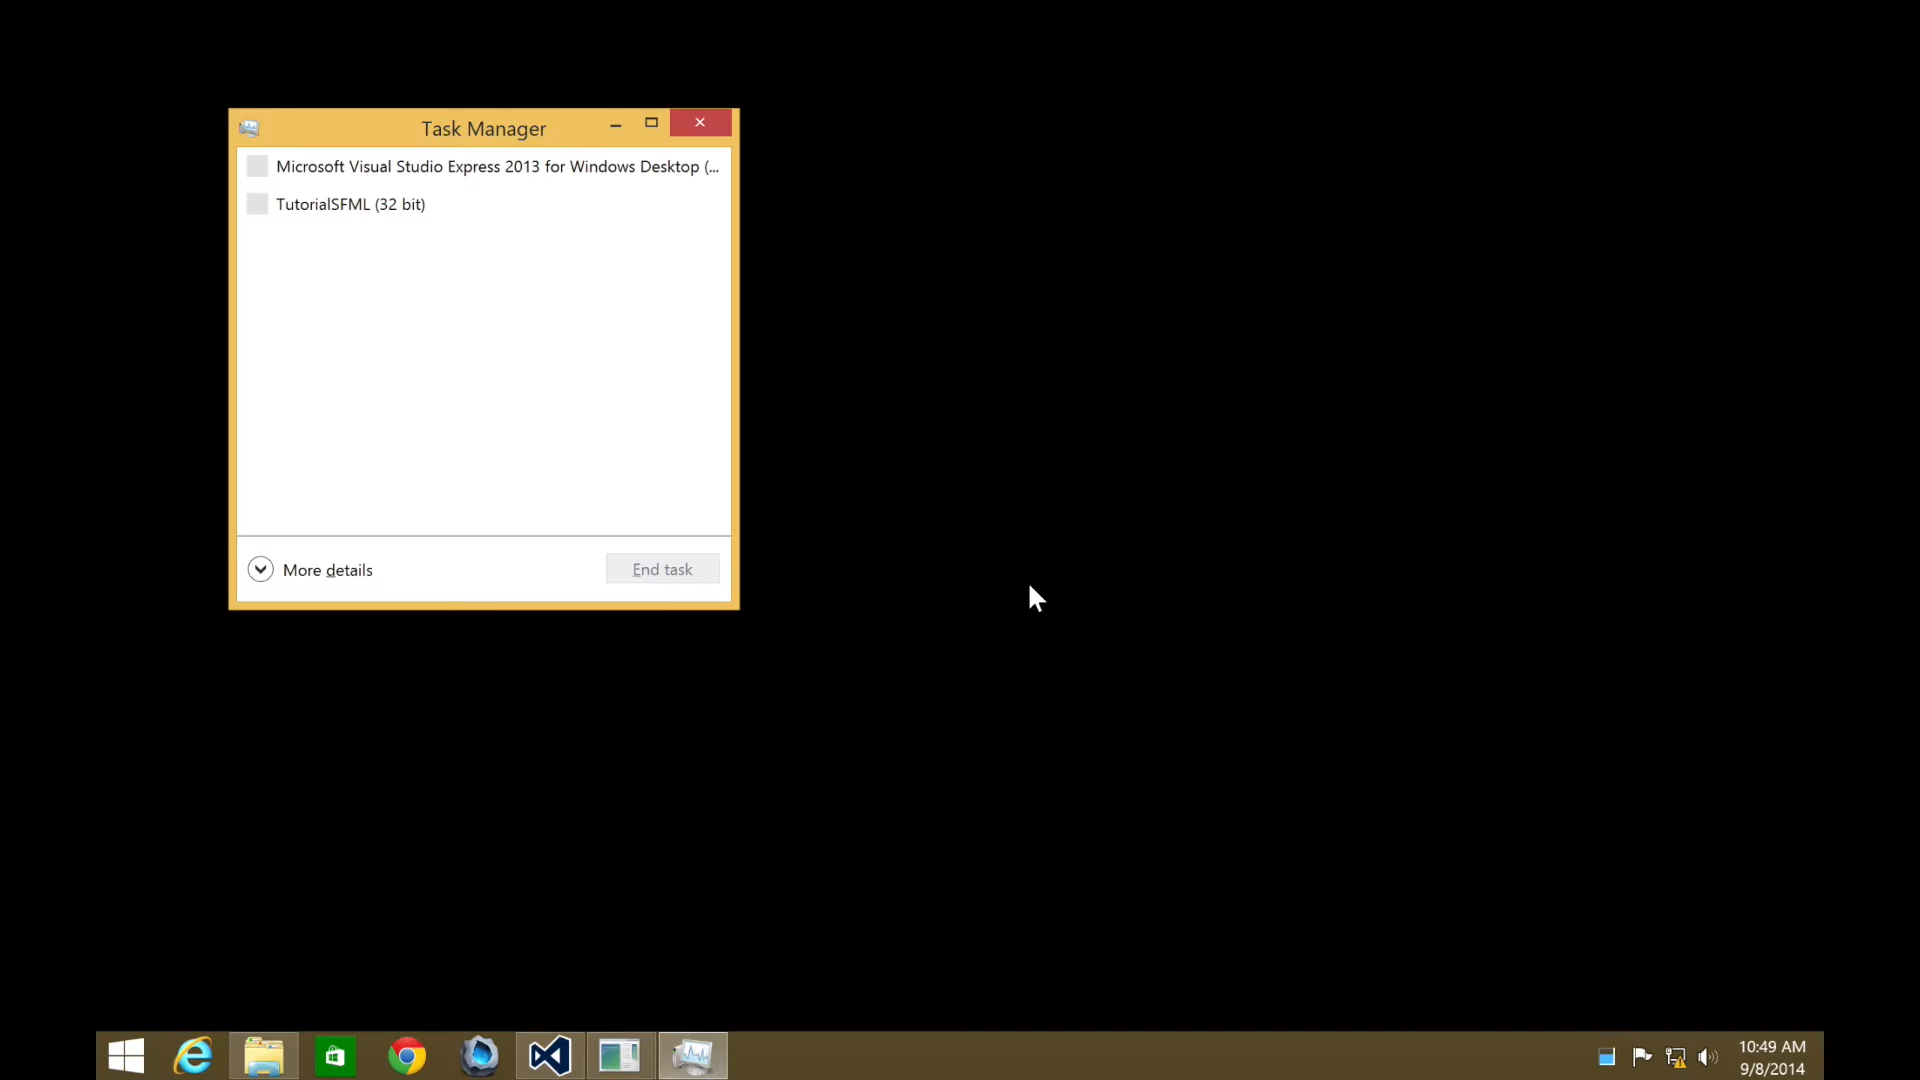 Task Manager
Microsoft Visual Studio Express 2013 for Windows Desktop (...
TutorialSFML (32 bit)
More details
End task
10:49 AM
9/8/2014